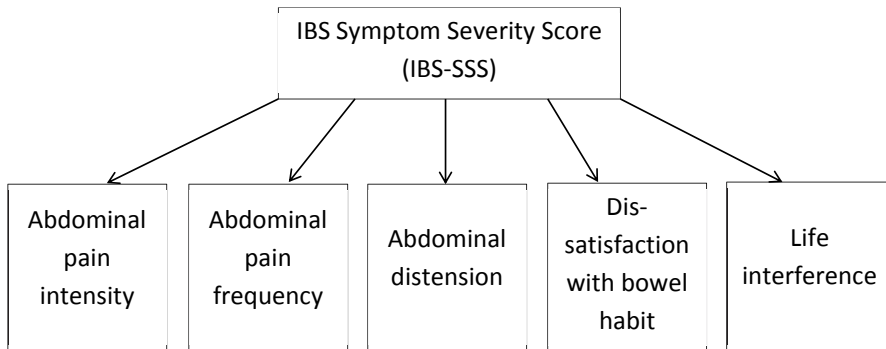 IBS Symptom Severity Score
(IBS-SSS)
Abdominal
pain
intensity
Abdominal
pain
frequency
Abdominal
distension
Dis-
satisfaction
with bowel
habit
Life
interference